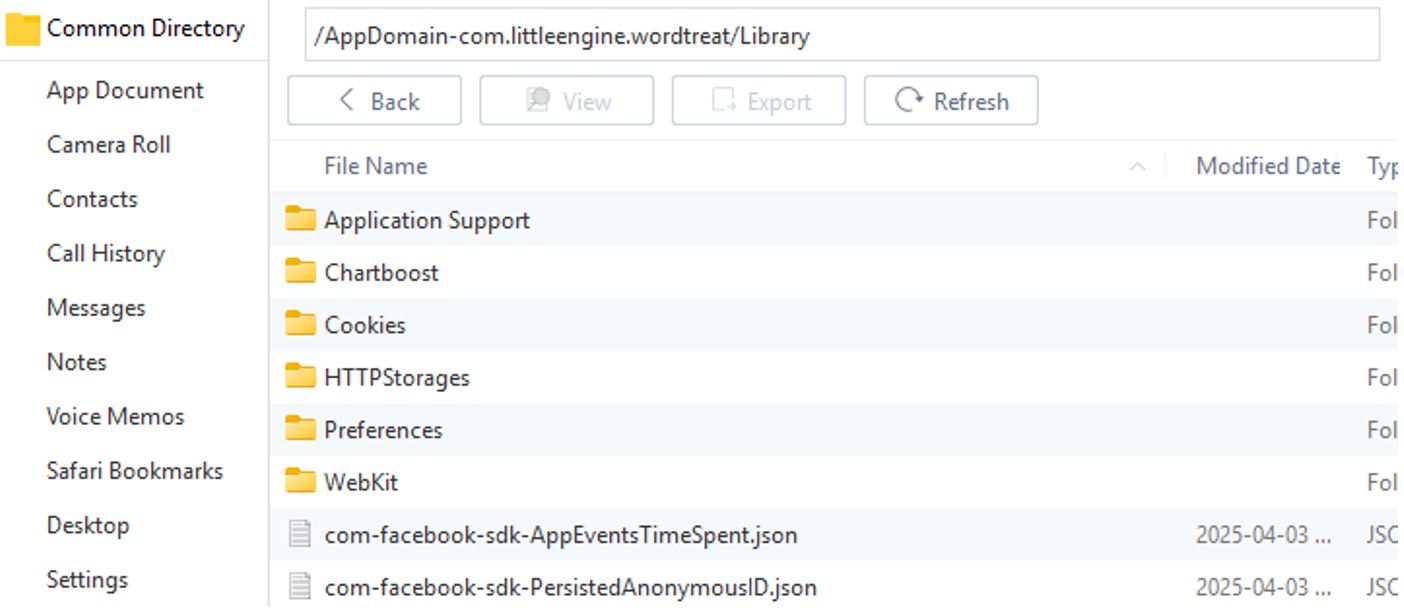 Common Directory
App Document
Camera Roll
Contacts
Call History
Messages
Notes
Voice Memos
Safari Bookmarks
Desktop
Settings
/AppDomain-com.littleengine.wordtreat/Library
Back View Export Refresh
File Name Modified Date Typ
Application Support Fol
Chartboost Fol
Cookies Fol
HTTPStorages Fol
Preferences Fol
WebKit Fol
com-facebook-sdk-AppEventsTimeSpent.json 2025-04-03 ... JSC
com-facebook-sdk-PersistedAnonymousID.json 2025-04-03 ... JSC